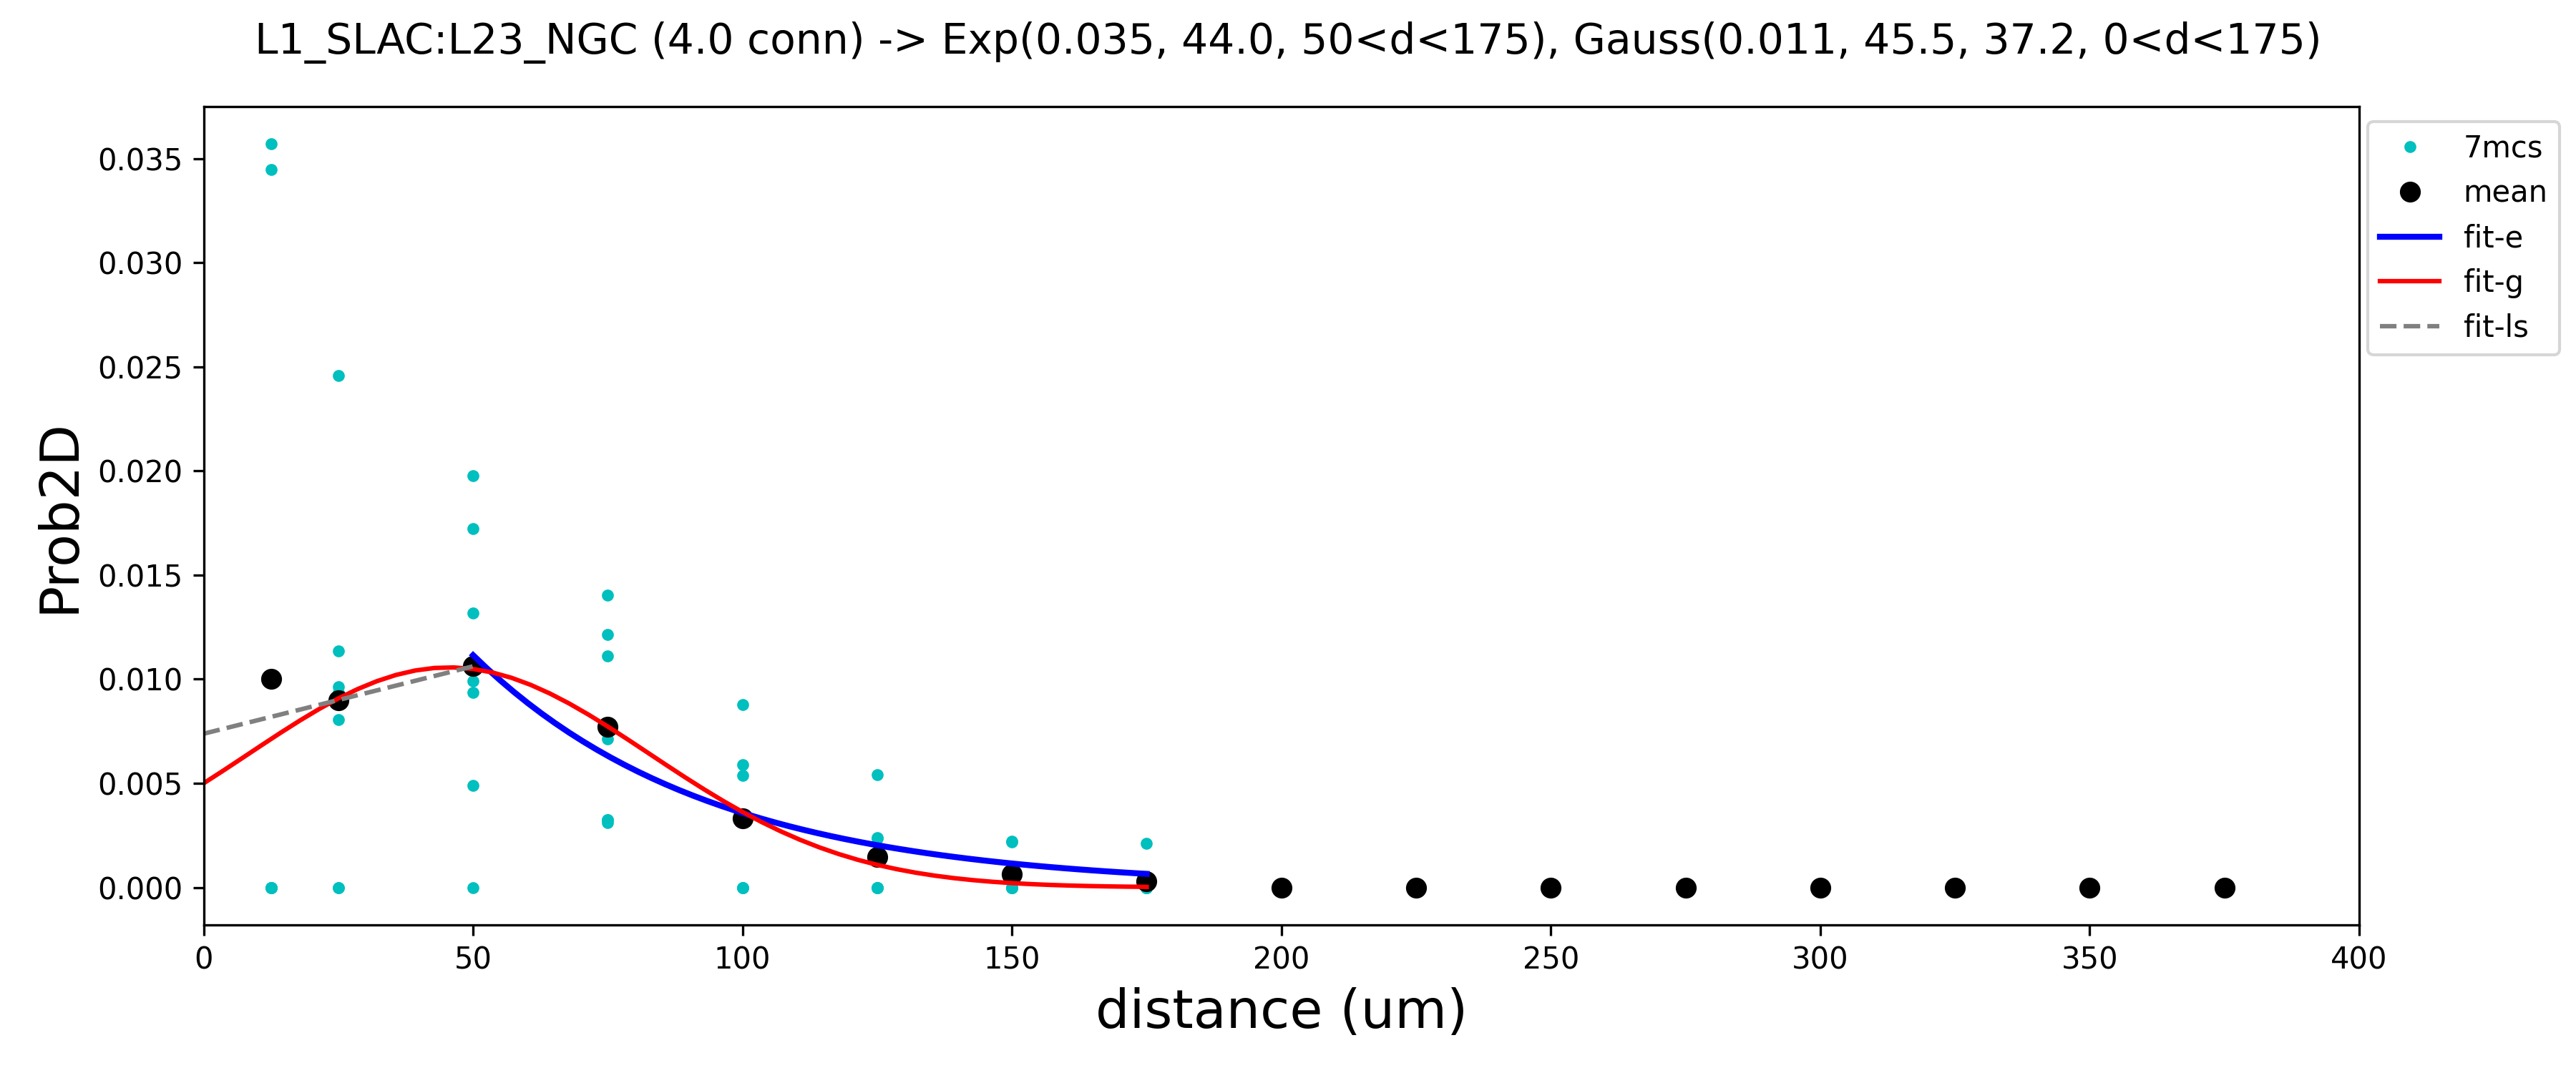 L1_SLAC:L23_NGC (4.0 conn) -> Exp(0.035, 44.0, 50<d<175), Gauss(0.011, 45.5, 37.2, 0<d<175)
0.035
0.030
0.025
0.020
0.015
0.010
0.005
0.000
Prob2D
0 50 100 150 200 250 300 350 400
distance (um)
7mcs
mean
fit-e
fit-g
fit-ls